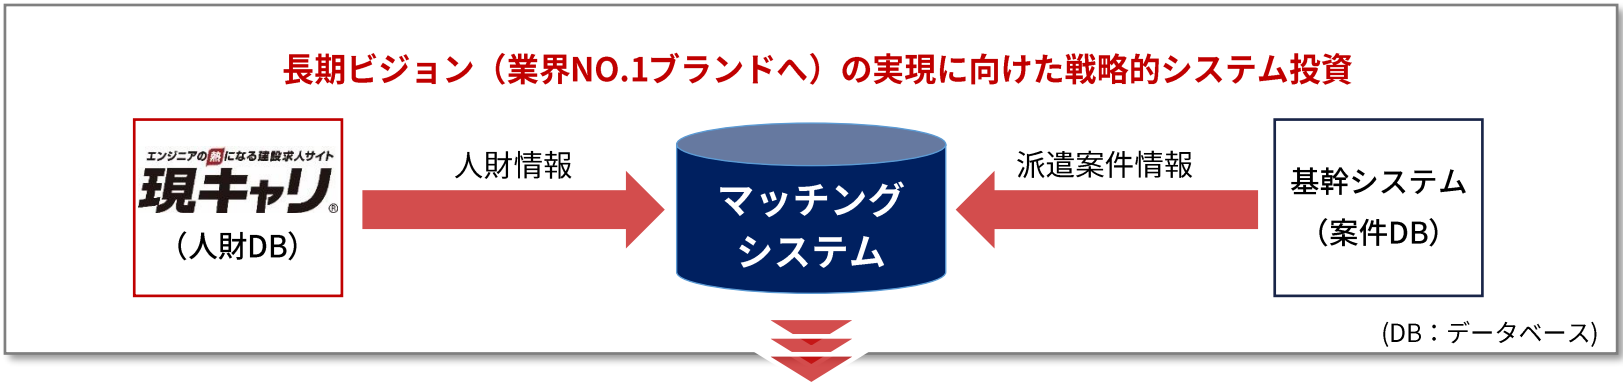 長期ビジョン（業界NO.1ブランドへ）の実現に向けた戦略的システム投資
エンジニアの熱になる建設求人サイト
現キャリ®
（人財DB）
人財情報
マッチング
システム
派遣案件情報
基幹システム
（案件DB）
(DB：データベース)